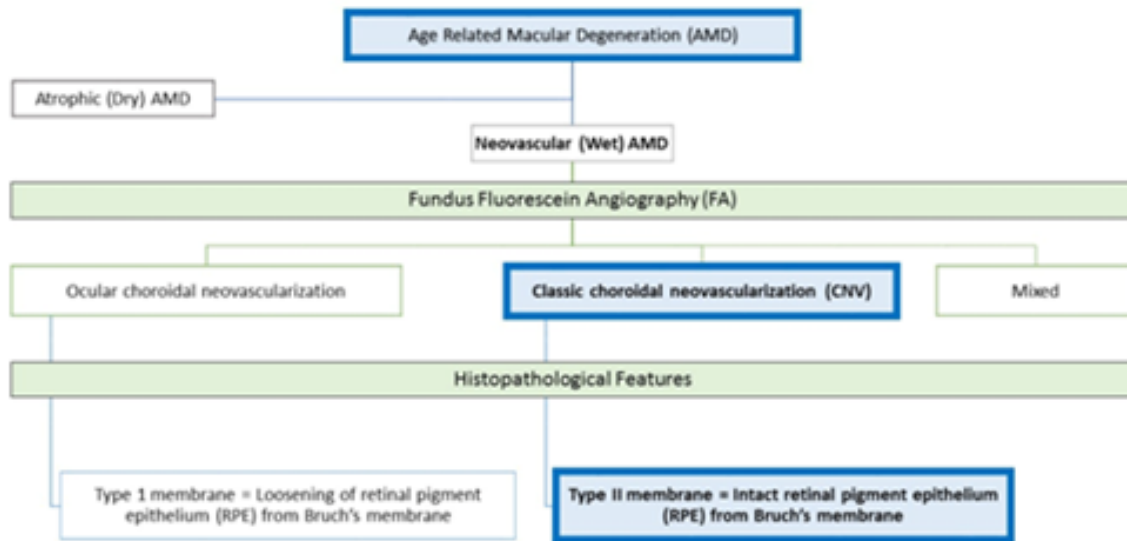 Age Related Macular Degeneration (AMD)
Atrophic (Dry) AMD
Neovascular (Wet) AMD
Fundus Fluorescein Angiography (FA)
Ocular choroidal neovascularization
Classic choroidal neovascularization (CNV)
Mixed
Histopathological Features
Type 1 membrane = Loosening of retinal pigment
epithelium (RPE) from Bruch's membrane
Type II membrane = Intact retinal pigment epithelium
(RPE) from Bruch's membrane